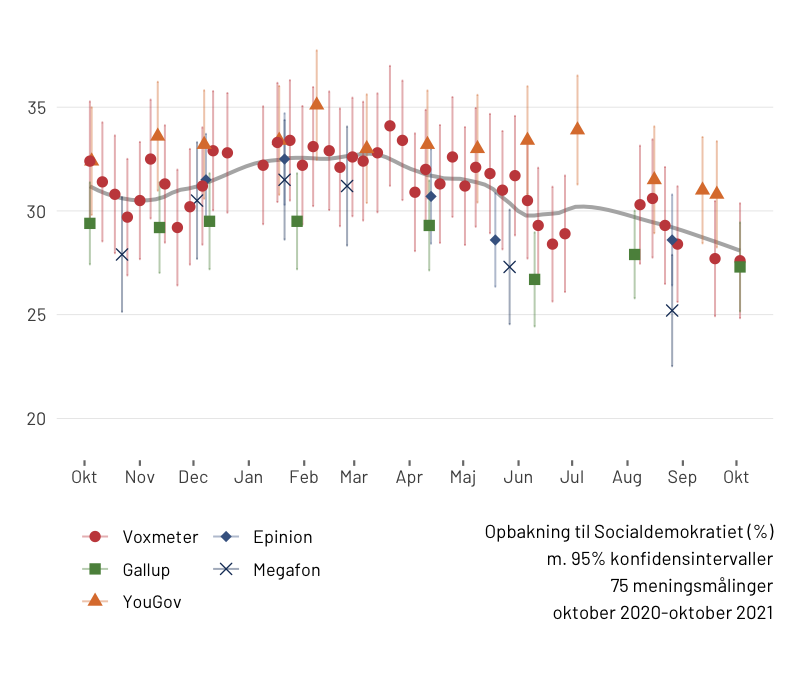 35
30
25
20
Okt Nov Dec Jan Feb Mar Apr Maj Jun Jul Aug Sep Okt
Voxmeter Epinion
Gallup Megafon
YouGov
Opbakning til Socialdemokratiet (%)
m. 95% konfidensintervaller
75 meningsmålinger
oktober 2020-oktober 2021